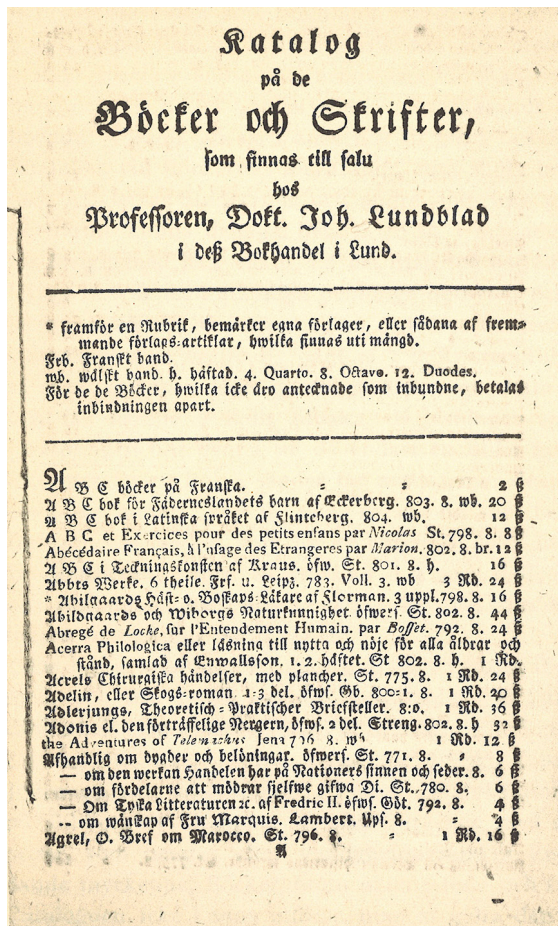 Katalog
på de
Böcker och Skrifter,
som finnas till salu
hos
Professoren, Dokt. Joh. Lundblad
i deß Bokhandel i Lund.
* framför en Rubrik, bemärker egna förlager, eller sådana af frem-
mande förlags-artiklar, hwilka finnas uti mängd.
Frb. Franskt band.
wb. wälskt band. h. häftad. 4. Quarto. 8. Octave. 12. Duodes.
För de de Böcker, hwilka icke äro antecknade som inbundne, betalas
inbindningen apart.
A B C böcker på Franska. - - 2 ß
A B C bok för Fäderneslandets barn af Eckerberg. 803. 8. wb. 20 ß
A B C bok i Latinska språket af Flinteberg. 804. wb. 12 ß
A B C et Exercices pour des petits enfans par Nicolas St. 798. 8. 8 ß
Abécédaire Français, à l'usage des Etrangeres par Marion. 802. 8. br. 12 ß
A B C i Teckningskonsten af Kraus. öfw. St. 801. 8. h. 16 ß
Abbts Werke. 6 theile. Frf. u. Leipz. 783. Voll. 3. wb 3 Rd. 24 ß
* Abilgaards Häst- o. Boskaps-Läkare af Florman. 3 uppl. 798. 8. 16 ß
Abildgaards och Wiborgs Naturkunnighet öfwers. St. 802. 8. 44 ß
Abregé de Locke, sur l'Entendement Humain. par Bosset. 792. 8. 24 ß
Acerra Philologica eller läsning till nytta och nöje för alla åldrar och
stånd, samlad af Enwallsson. 1. 2. häftet. St 802. 8. h. 1 Rd.
Acrels Chirurgiska händelser, med plancher. St. 775. 8. 1 Rd. 24 ß
Adelin, eller Skogs-roman. 1-3 del. öfws. Gb. 800-1. 8. 1 Rd. 20 ß
Adlerjungs, Theoretisch-Praktischer Briefsteller. 8:o. 1 Rd. 36 ß
Adonis el. den förträffelige Nergern, öfws. 2 del. Streng. 802. 8. h 32 ß
the Adventures of Telemachus Jena 796. 8. wb 1 Rd. 12 ß
Afhandlig om dygder och belöningar. öfwers. St. 771. 8. - 8 ß
— om den werkan Handelen har på Nationers sinnen och seder. 8. 6 ß
— om fördelarne att mödrar sjelfwe gifwa Di. St. 780. 8. 6 ß
— Om Tyska Litteraturen ꝛc. af Fredric II. öfws. Göt. 792. 8. 4 ß
-- om wänskap af Fru Marquis. Lambert. Ups. 8. - 4 ß
Agrel, O. Bref om Marocco. St. 796. 8. - 1 Rd. 16 ß
A